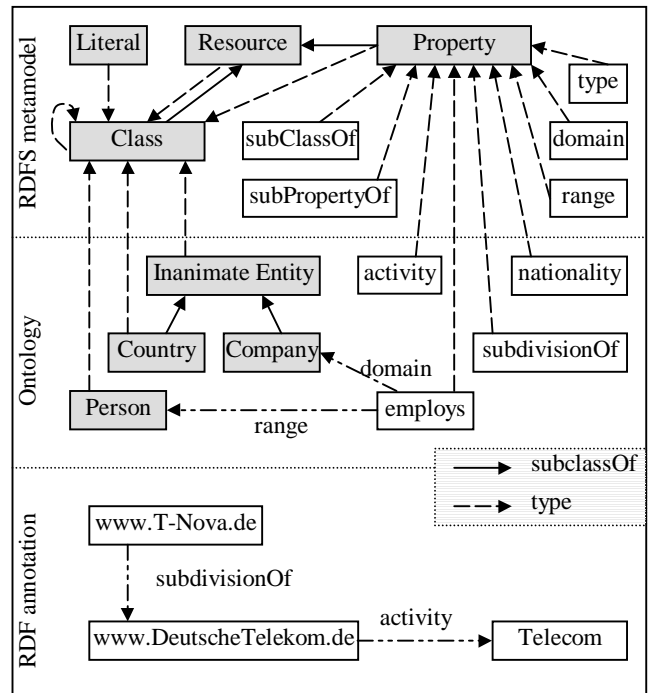 RDFS metamodel
Literal
Resource
Property
type
Class
subClassOf
domain
subPropertyOf
range
Ontology
Inanimate Entity
activity
nationality
Country
Company
subdivisionOf
domain
Person
employs
range
subclassOf
type
RDF annotation
www.T-Nova.de
subdivisionOf
activity
www.DeutscheTelekom.de
Telecom